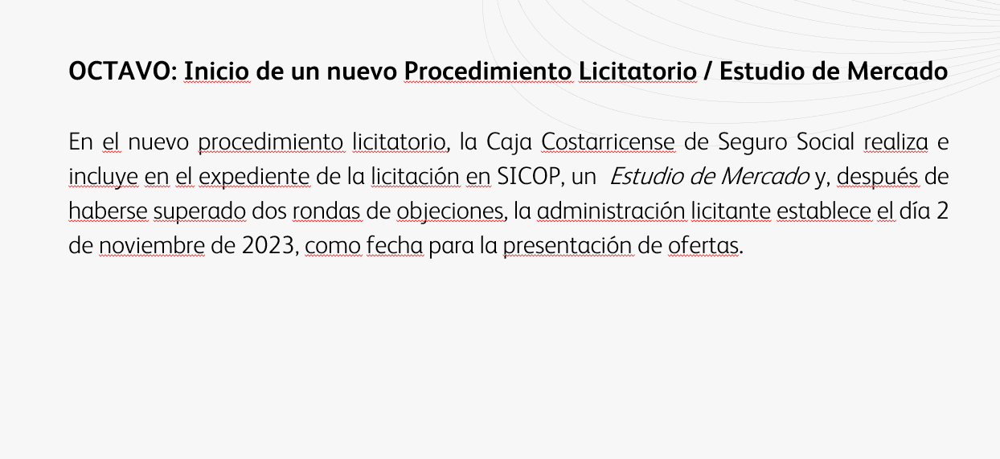 OCTAVO: Inicio de un nuevo Procedimiento Licitatorio / Estudio de Mercado
En el nuevo procedimiento licitatorio, la Caja Costarricense de Seguro Social realiza e
incluye en el expediente de la licitación en SICOP, un Estudio de Mercado y, después de
haberse superado dos rondas de objeciones, la administración licitante establece el día 2
de noviembre de 2023, como fecha para la presentación de ofertas.